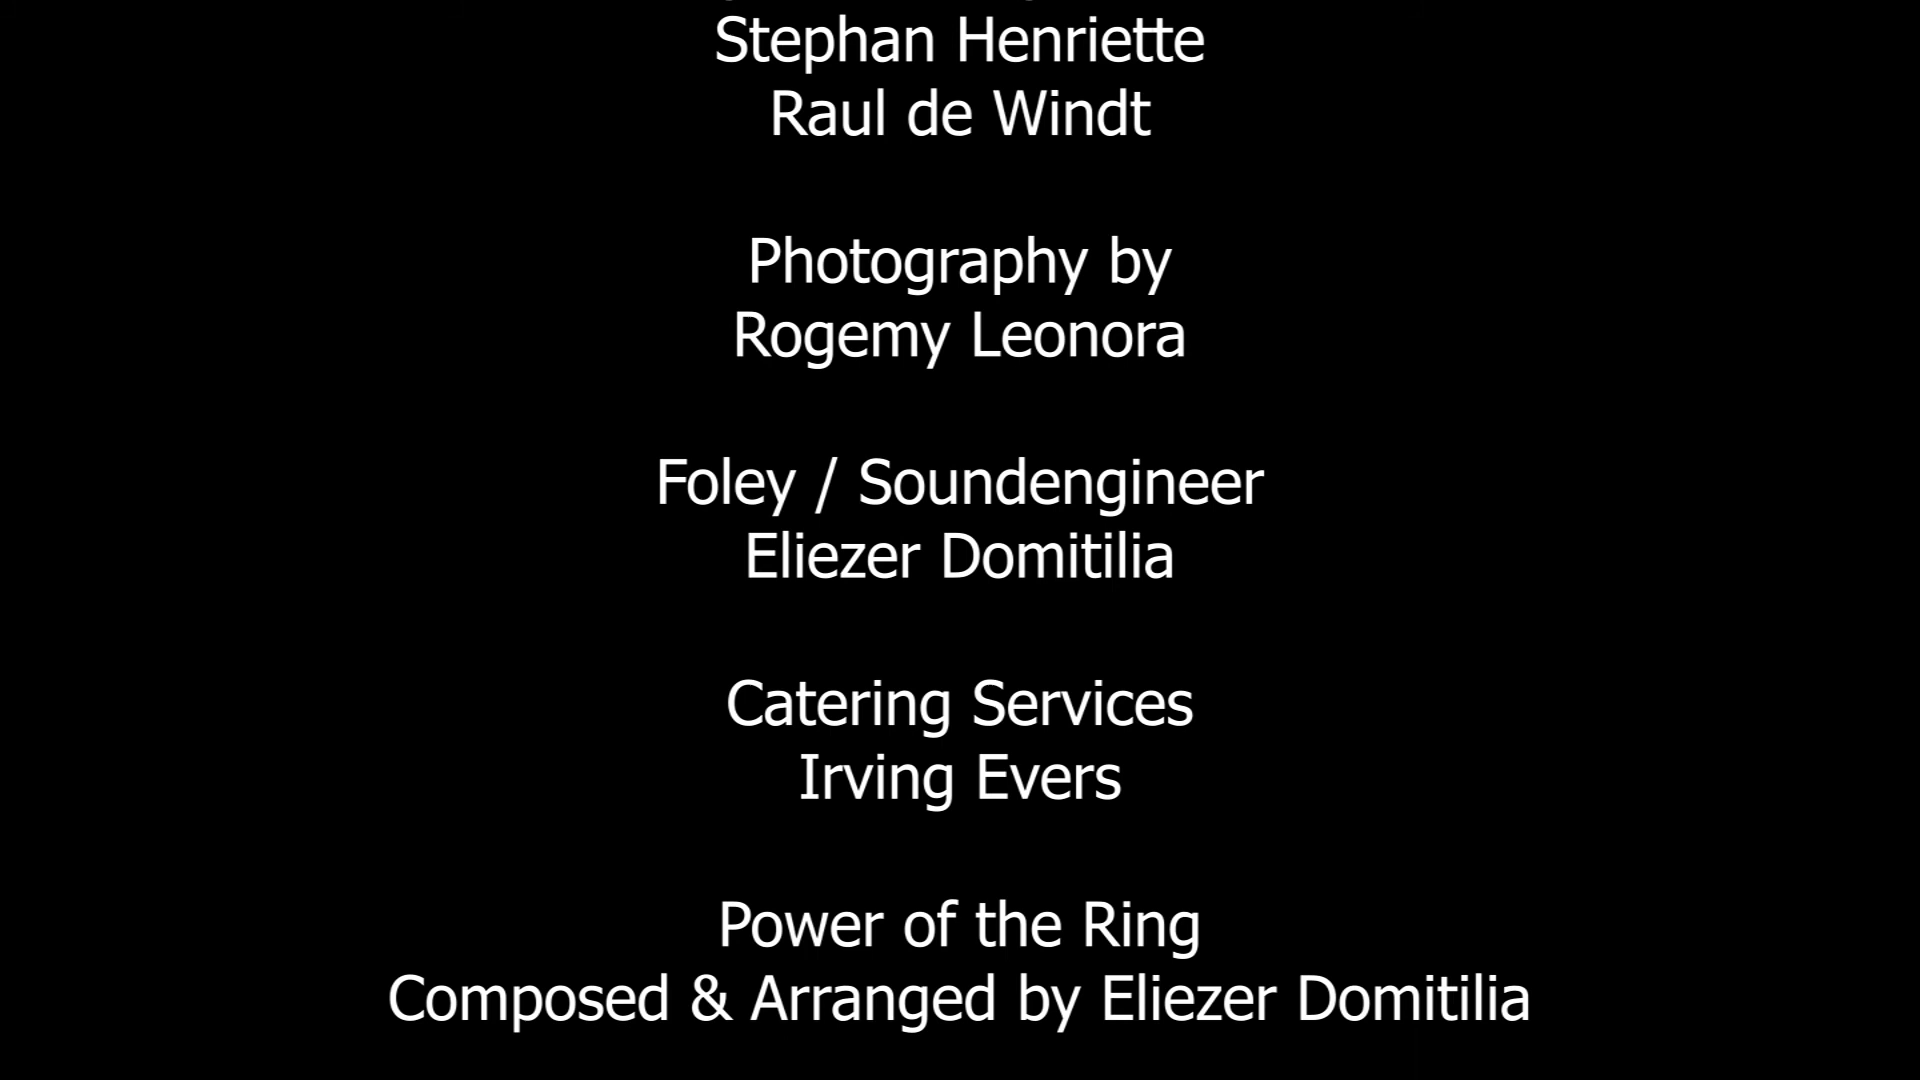 Stephan Henriette
Raul de Windt
Photography by
Rogemy Leonora
Foley / Soundengineer
Eliezer Domitilia
Catering Services
Irving Evers
Power of the Ring
Composed & Arranged by Eliezer Domitilia